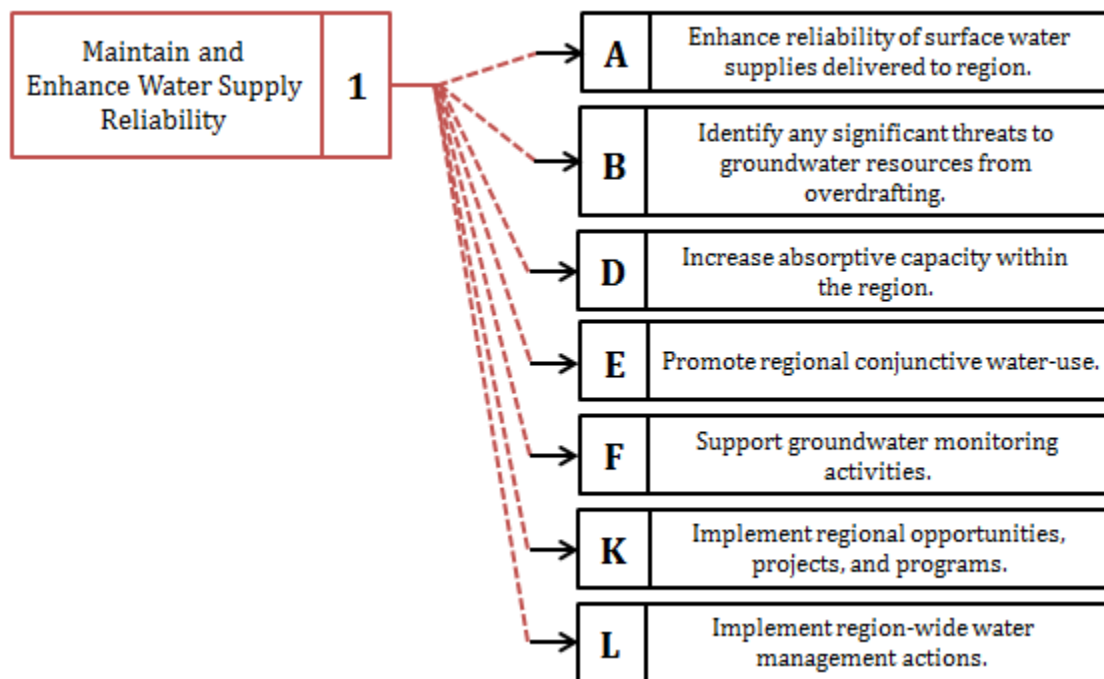 Maintain and
Enhance Water Supply
Reliability
1
A
Enhance reliability of surface water
supplies delivered to region.
B
Identify any significant threats to
groundwater resources from
overdrafting.
D
Increase absorptive capacity within
the region.
E
Promote regional conjunctive water-use.
F
Support groundwater monitoring
activities.
K
Implement regional opportunities,
projects, and programs.
L
Implement region-wide water
management actions.